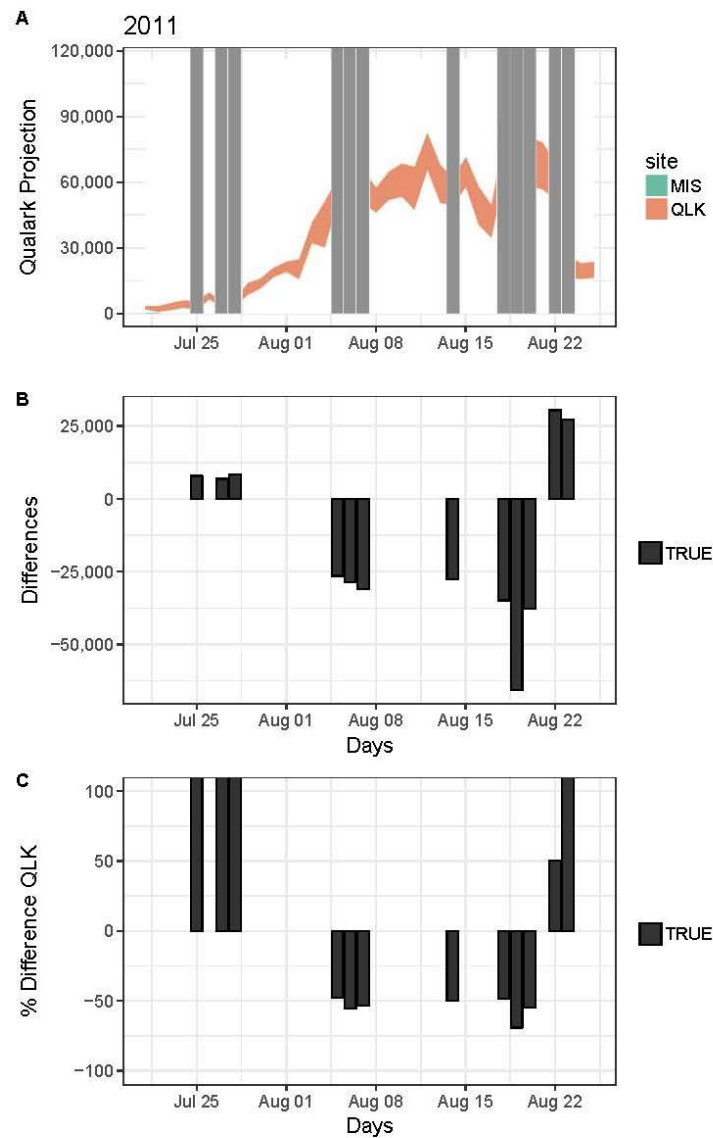 A
2011
120,000
90,000
60,000
30,000
0
Qualark Projection
Jul 25 Aug 01 Aug 08 Aug 15 Aug 22
site
MIS
QLK
B
25,000
0
−25,000
−50,000
Differences
Jul 25 Aug 01 Aug 08 Aug 15 Aug 22
Days
TRUE
C
100
50
0
−50
−100
% Difference QLK
Jul 25 Aug 01 Aug 08 Aug 15 Aug 22
Days
TRUE